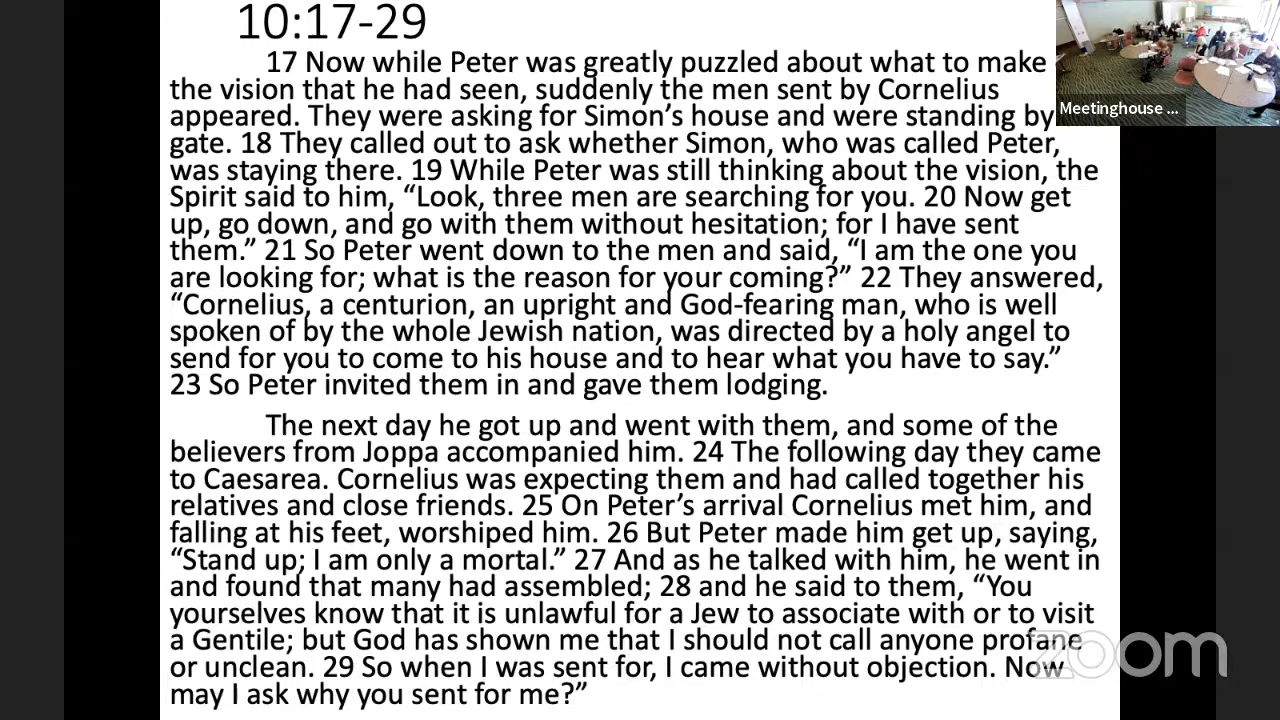 10:17-29
17 Now while Peter was greatly puzzled about what to make
the vision that he had seen, suddenly the men sent by Cornelius
appeared. They were asking for Simon’s house and were standing by
gate. 18 They called out to ask whether Simon, who was called Peter,
was staying there. 19 While Peter was still thinking about the vision, the
Spirit said to him, “Look, three men are searching for you. 20 Now get
up, go down, and go with them without hesitation; for I have sent
them.” 21 So Peter went down to the men and said, “I am the one you
are looking for; what is the reason for your coming?” 22 They answered,
“Cornelius, a centurion, an upright and God-fearing man, who is well
spoken of by the whole Jewish nation, was directed by a holy angel to
send for you to come to his house and to hear what you have to say.”
23 So Peter invited them in and gave them lodging.
The next day he got up and went with them, and some of the
believers from Joppa accompanied him. 24 The following day they came
to Caesarea. Cornelius was expecting them and had called together his
relatives and close friends. 25 On Peter’s arrival Cornelius met him, and
falling at his feet, worshiped him. 26 But Peter made him get up, saying,
“Stand up; I am only a mortal.” 27 And as he talked with him, he went in
and found that many had assembled; 28 and he said to them, “You
yourselves know that it is unlawful for a Jew to associate with or to visit
a Gentile; but God has shown me that I should not call anyone profane
or unclean. 29 So when I was sent for, I came without objection. Now
may I ask why you sent for me?”
Meetinghouse ...
zoom